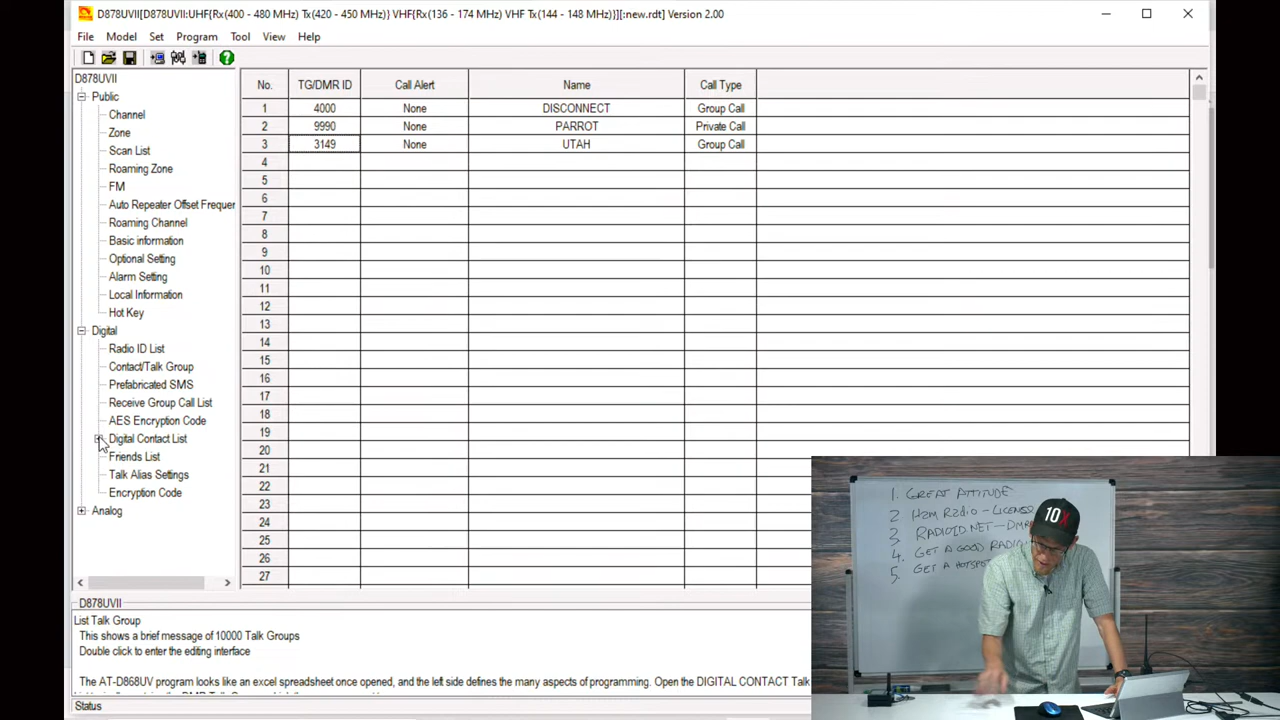 D878UVII[D878UVII:UHF{Rx(400 - 480 MHz) Tx(420 - 450 MHz)} VHF{Rx(136 - 174 MHz) VHF Tx(144 - 148 MHz)}][:new.rdt] Version 2.00
File Model Set Program Tool View Help
D878UVII
Public
Channel
Zone
Scan List
Roaming Zone
FM
Auto Repeater Offset Frequer
Roaming Channel
Basic information
Optional Setting
Alarm Setting
Local Information
Hot Key
Digital
Radio ID List
Contact/Talk Group
Prefabricated SMS
Receive Group Call List
AES Encryption Code
Digital Contact List
Friends List
Talk Alias Settings
Encryption Code
Analog
No. TG/DMR ID Call Alert Name Call Type
1 4000 None DISCONNECT Group Call
2 9990 None PARROT Private Call
3 3149 None UTAH Group Call
4
5
6
7
8
9
10
11
12
13
14
15
16
17
18
19
20
21
22
23
24
25
26
27
D878UVII
List Talk Group
This shows a brief message of 10000 Talk Groups
Double click to enter the editing interface
The AT-D868UV program looks like an excel spreadsheet once opened, and the left side defines the many aspects of programming. Open the DIGITAL CONTACT Talk
Status
1. GREAT ATTITUDE
2 HAM Radio - LICENSE
3. RADIOID.NET - DMR
4. GET A GOOD RADIO
5. GET A HOTSPOT
10X